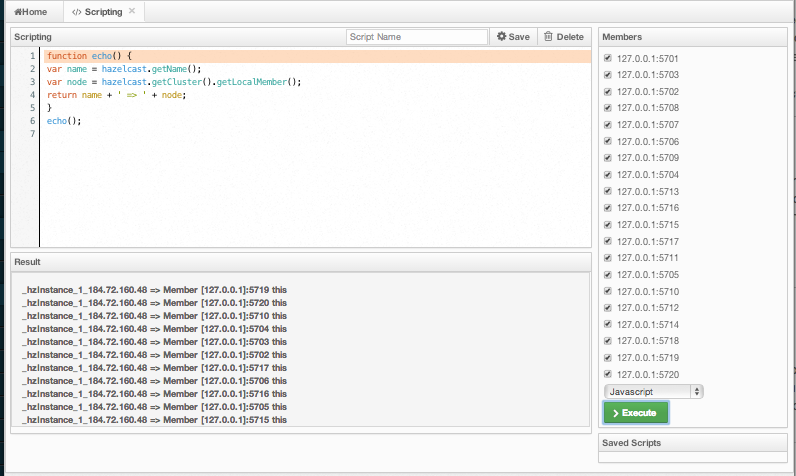 Home
Scripting
Scripting
Script Name
Save
Delete
1 function echo() {
2 var name = hazelcast.getName();
3 var node = hazelcast.getCluster().getLocalMember();
4 return name + ' => ' + node;
5 }
6 echo();
7
Result
_hzInstance_1_184.72.160.48 => Member [127.0.0.1]:5719 this
_hzInstance_1_184.72.160.48 => Member [127.0.0.1]:5720 this
_hzInstance_1_184.72.160.48 => Member [127.0.0.1]:5710 this
_hzInstance_1_184.72.160.48 => Member [127.0.0.1]:5704 this
_hzInstance_1_184.72.160.48 => Member [127.0.0.1]:5703 this
_hzInstance_1_184.72.160.48 => Member [127.0.0.1]:5702 this
_hzInstance_1_184.72.160.48 => Member [127.0.0.1]:5717 this
_hzInstance_1_184.72.160.48 => Member [127.0.0.1]:5706 this
_hzInstance_1_184.72.160.48 => Member [127.0.0.1]:5716 this
_hzInstance_1_184.72.160.48 => Member [127.0.0.1]:5705 this
_hzInstance_1_184.72.160.48 => Member [127.0.0.1]:5715 this
Members
127.0.0.1:5701
127.0.0.1:5703
127.0.0.1:5702
127.0.0.1:5708
127.0.0.1:5707
127.0.0.1:5706
127.0.0.1:5709
127.0.0.1:5704
127.0.0.1:5713
127.0.0.1:5716
127.0.0.1:5715
127.0.0.1:5717
127.0.0.1:5711
127.0.0.1:5705
127.0.0.1:5710
127.0.0.1:5712
127.0.0.1:5714
127.0.0.1:5718
127.0.0.1:5719
127.0.0.1:5720
Javascript
Execute
Saved Scripts